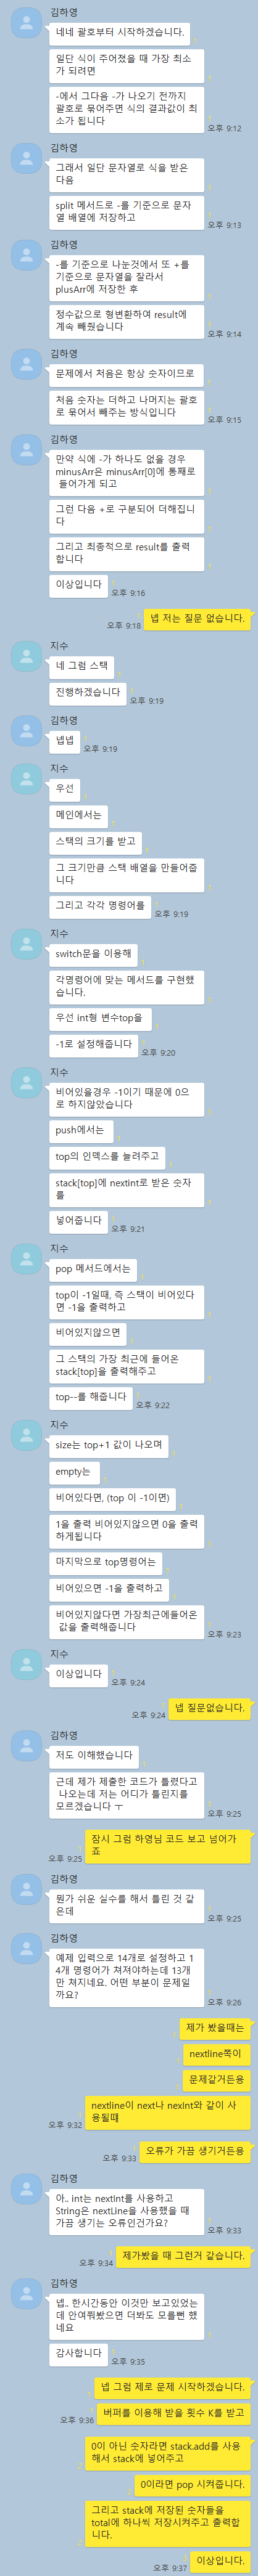 김하영
네네 괄호부터 시작하겠습니다.
일단 식이 주어졌을 때 가장 최소
가 되려면
-에서 그다음 -가 나오기 전까지
괄호로 묶어주면 식의 결과값이 최
소가 됩니다
오후 9:12
김하영
그래서 일단 문자열로 식을 받은
다음
split 메서드로 -를 기준으로 문자
열 배열에 저장하고
오후 9:13
김하영
-를 기준으로 나눈것에서 또 +를
기준으로 문자열을 잘라서
plusArr에 저장한 후
정수값으로 형변환하여 result에
계속 빼줬습니다
오후 9:14
김하영
문제에서 처음은 항상 숫자이므로
처음 숫자는 더하고 나머지는 괄호
로 묶어서 빼주는 방식입니다
오후 9:15
김하영
만약 식에 -가 하나도 없을 경우
minusArr은 minusArr[0]에 통째로
들어가게 되고
그런 다음 +로 구분되어 더해집니
다
그리고 최종적으로 result를 출력
합니다
이상입니다
오후 9:16
넵 저는 질문 없습니다.
오후 9:18
지수
네 그럼 스택
진행하겠습니다
오후 9:19
김하영
넵넵
오후 9:19
지수
우선
메인에서는
스택의 크기를 받고
그 크기만큼 스택 배열을 만들어줍
니다
그리고 각각 명령어를
오후 9:19
지수
switch문을 이용해
각명령어에 맞는 메서드를 구현했
습니다.
우선 int형 변수top을
-1로 설정해줍니다
오후 9:20
지수
비어있을경우 -1이기 때문에 0으
로 하지않았습니다
push에서는
top의 인덱스를 늘려주고
stack[top]에 nextint로 받은 숫자
를
넣어줍니다
오후 9:21
지수
pop 메서드에서는
top이 -1일때, 즉 스택이 비어있다
면 -1을 출력하고
비어있지않으면
그 스택의 가장 최근에 들어온
stack[top]을 출력해주고
top--를 해줍니다
오후 9:22
지수
size는 top+1 값이 나오며
empty는
비어있다면, (top 이 -1이면)
1을 출력 비어있지않으면 0을 출력
하게됩니다
마지막으로 top명령어는
비어있으면 -1을 출력하고
비어있지않다면 가장최근에들어온
값을 출력해줍니다
오후 9:23
지수
이상입니다
오후 9:24
넵 질문없습니다.
오후 9:24
김하영
저도 이해했습니다
근데 제가 제출한 코드가 틀렸다고
나오는데 저는 어디가 틀린지를
모르겠습니다 ㅜ
오후 9:25
잠시 그럼 하영님 코드 보고 넘어가
죠
오후 9:25
김하영
뭔가 쉬운 실수를 해서 틀린 것 같
은데
오후 9:25
김하영
예제 입력으로 14개로 설정하고 1
4개 명령어가 쳐져야하는데 13개
만 쳐지네요. 어떤 부분이 문제일
까요?
오후 9:26
제가 봤을때는
nextline쪽이
문제같거든용
nextline이 next나 nexInt와 같이 사
용될때
오후 9:32
오류가 가끔 생기거든용
오후 9:33
김하영
아.. int는 nextInt를 사용하고
String은 nextLine을 사용했을 때
가끔 생기는 오류인건가요?
오후 9:33
제가봤을 때 그런거 같습니다.
오후 9:34
김하영
넵.. 한시간동안 이것만 보고있었는
데 안여쭤봤으면 더봐도 모를뻔 했
네요
감사합니다
오후 9:35
넵 그럼 제로 문제 시작하겠습니다.
버퍼를 이용해 받을 횟수 K를 받고
오후 9:36
0이 아닌 숫자라면 stack.add를 사용
해서 stack에 넣어주고
0이라면 pop 시켜줍니다.
그리고 stack에 저장된 숫자들을
total에 하나씩 저장시켜주고 출력합니
다.
이상입니다.
오후 9:37